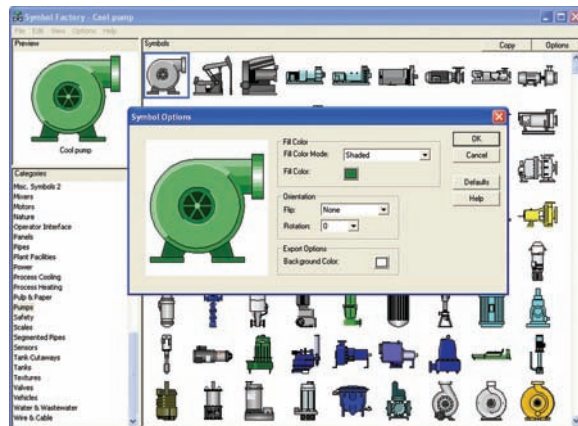 Symbol Factory - Cool pump
File Edit View Options Help
Preview
Symbols
Copy
Options
Cool pump
Categories
Misc. Symbols 2
Mixers
Motors
Nature
Operator Interface
Panels
Pipes
Plant Facilities
Power
Process Cooling
Process Heating
Pulp & Paper
Pumps
Safety
Scales
Segmented Pipes
Sensors
Tank Cutaways
Tanks
Textures
Valves
Vehicles
Water & Wastewater
Wire & Cable
Symbol Options
Fill Color
Fill Color Mode: Shaded
Fill Color:
Orientation
Flip: None
Rotation: 0
Export Options
Background Color:
OK
Cancel
Defaults
Help